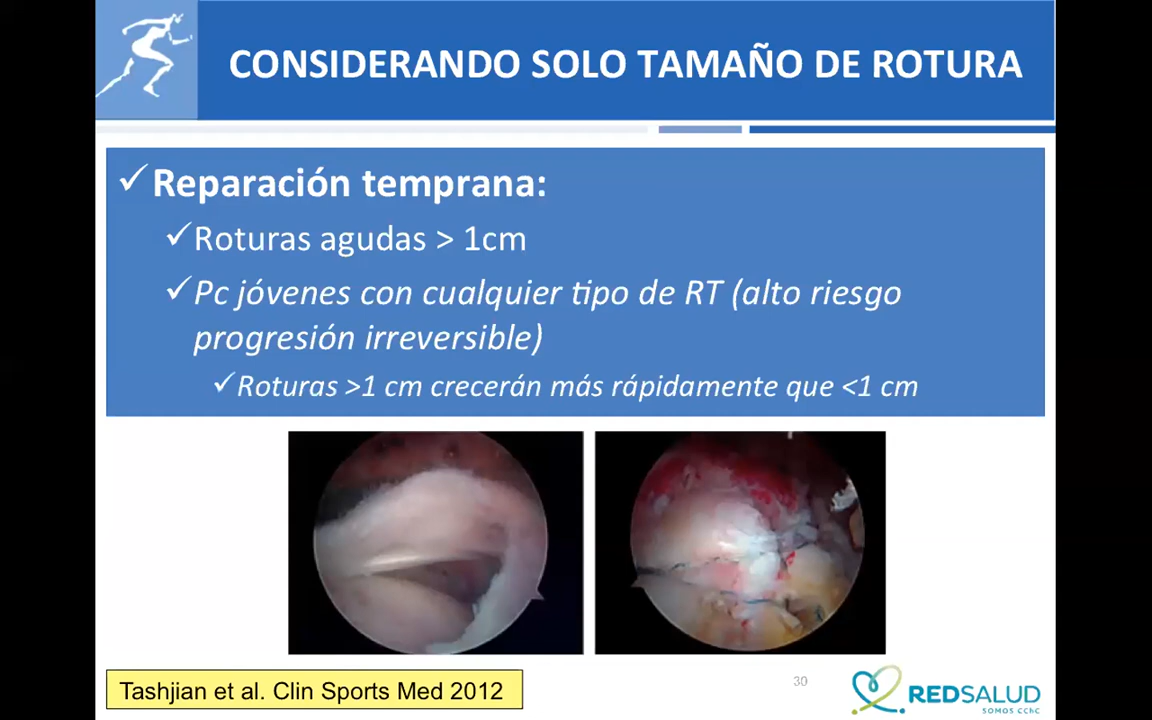 CONSIDERANDO SOLO TAMAÑO DE ROTURA
✓Reparación temprana:
✓Roturas agudas > 1cm
✓Pc jóvenes con cualquier tipo de RT (alto riesgo
progresión irreversible)
✓Roturas >1 cm crecerán más rápidamente que <1 cm
Tashjian et al. Clin Sports Med 2012
30
REDSALUD
SOMOS CChC